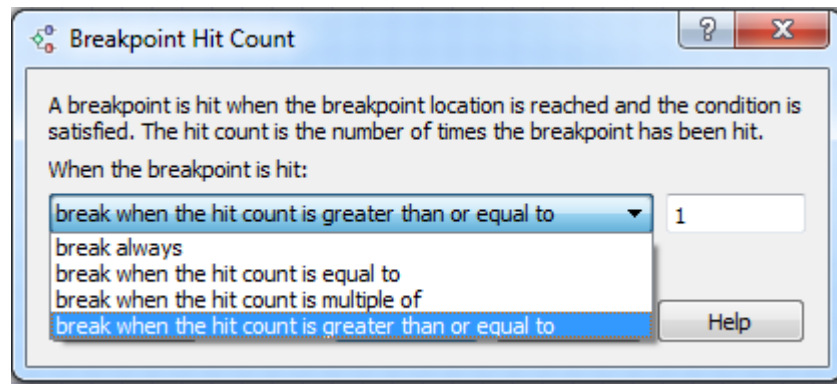 Breakpoint Hit Count
?
A breakpoint is hit when the breakpoint location is reached and the condition is
satisfied. The hit count is the number of times the breakpoint has been hit.
When the breakpoint is hit:
break when the hit count is greater than or equal to 1
break always
break when the hit count is equal to
break when the hit count is multiple of
break when the hit count is greater than or equal to
Help